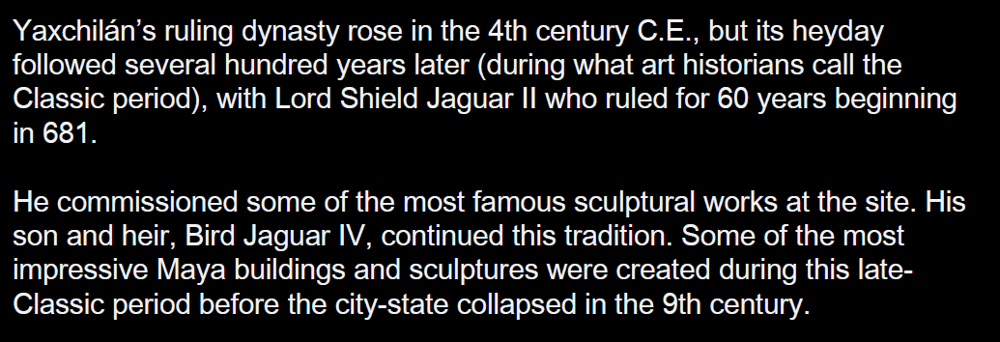 Yaxchilán’s ruling dynasty rose in the 4th century C.E., but its heyday
followed several hundred years later (during what art historians call the
Classic period), with Lord Shield Jaguar II who ruled for 60 years beginning
in 681.
He commissioned some of the most famous sculptural works at the site. His
son and heir, Bird Jaguar IV, continued this tradition. Some of the most
impressive Maya buildings and sculptures were created during this late-
Classic period before the city-state collapsed in the 9th century.